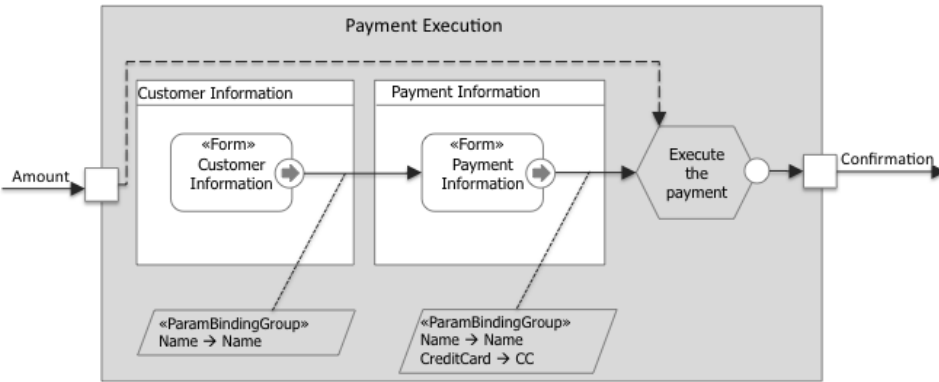 Payment Execution
Customer Information
Payment Information
«Form»
Customer
Information
«Form»
Payment
Information
Execute
the
payment
Amount
Confirmation
«ParamBindingGroup»
Name → Name
«ParamBindingGroup»
Name → Name
CreditCard → CC